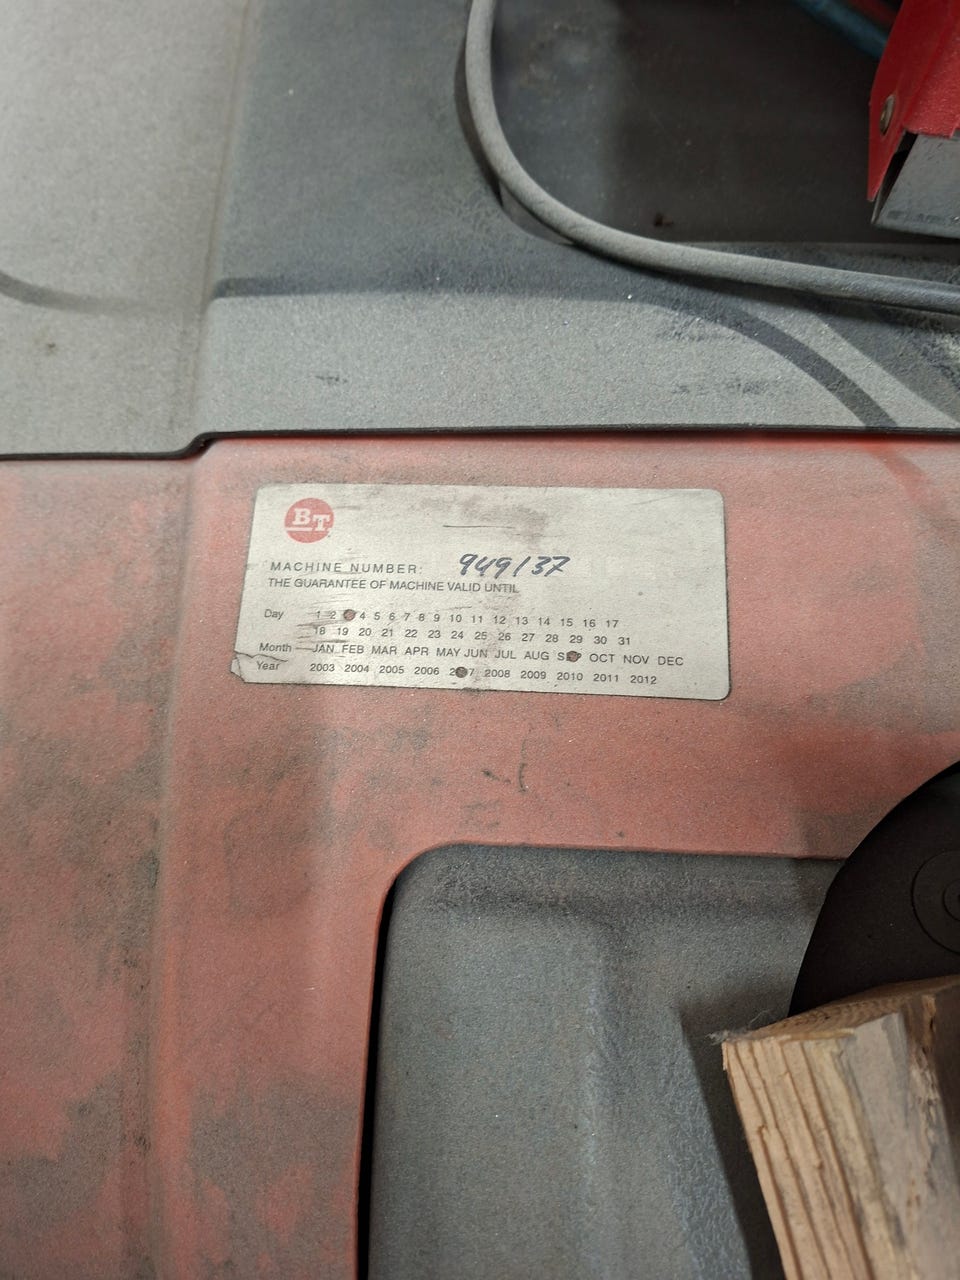 BT
MACHINE NUMBER: 949137
THE GUARANTEE OF MACHINE VALID UNTIL
Day 1 2 4 5 6 7 8 9 10 11 12 13 14 15 16 17
18 19 20 21 22 23 24 25 26 27 28 29 30 31
Month JAN FEB MAR APR MAY JUN JUL AUG SEP OCT NOV DEC
Year 2003 2004 2005 2006 2007 2008 2009 2010 2011 2012